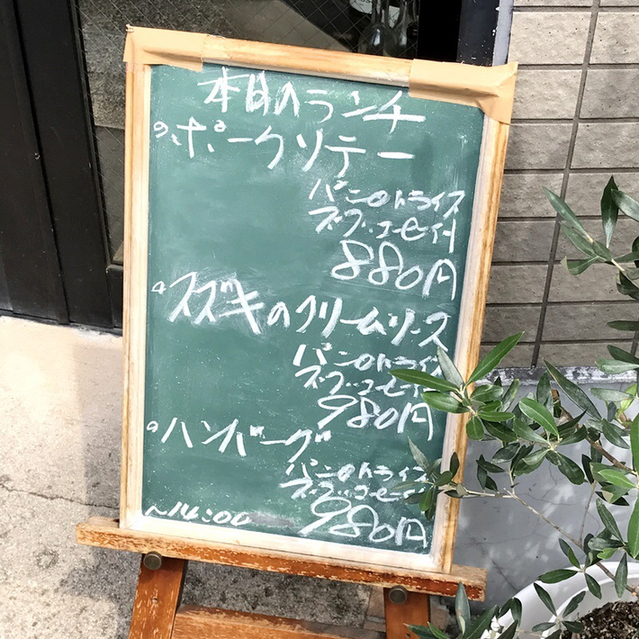 本日のランチ
ポークソテー
パンorライス
スープコーヒー付
880円
スズキのクリームソース
パンorライス
スープコーヒー付
980円
ハンバーグ
パンorライス
スープコーヒー付
980円
~14:00